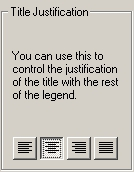 Title Justification
You can use this to
control the justification
of the title with the rest
of the legend.